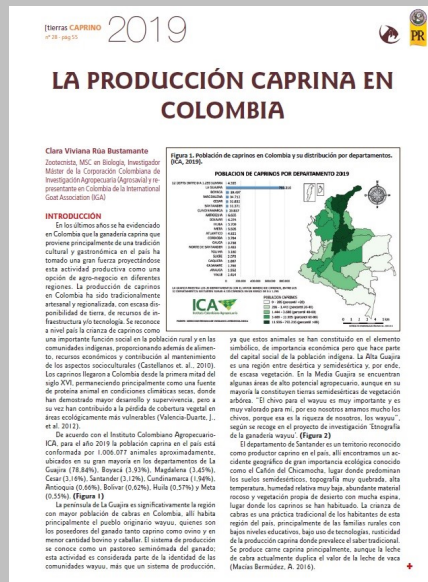 [tierras CAPRINO
nº 28 - pág 55
2019
PR
LA PRODUCCIÓN CAPRINA EN
COLOMBIA
Clara Viviana Rúa Bustamante
Zootecnista, MSC en Biología, Investigador
Máster de la Corporación Colombiana de
Investigación Agropecuaria (Agrosavia) y re-
presentante en Colombia de la International
Goat Association (IGA)
INTRODUCCIÓN
En los últimos años se ha evidenciado
en Colombia que la ganadería caprina que
proviene principalmente de una tradición
cultural y gastronómica en el país ha
tomado una gran fuerza proyectándose
esta actividad productiva como una
opción de agro-negocio en diferentes
regiones. La producción de caprinos
en Colombia ha sido tradicionalmente
artesanal y regionalizada, con escasa dis-
ponibilidad de tierra, de recursos de in-
fraestructura y/o tecnología. Se reconoce
a nivel país la crianza de caprinos como
una importante función social en la población rural y en las
comunidades indígenas, proporcionando además de alimen-
to, recursos económicos y contribución al mantenimiento
de los aspectos socioculturales (Castellanos et. al., 2010).
Los caprinos llegaron a Colombia desde la primera mitad del
siglo XVI, permaneciendo principalmente como una fuente
de proteína animal en condiciones climáticas secas, donde
han demostrado mayor desarrollo y supervivencia, pero a
su vez han contribuido a la pérdida de cobertura vegetal en
áreas ecológicamente más vulnerables (Valencia-Duarte, J.,
et al. 2012).
De acuerdo con el Instituto Colombiano Agropecuario-
ICA, para el año 2019 la población caprina en el país está
conformada por 1.006.077 animales aproximadamente,
ubicados en su gran mayoría en los departamentos de La
Guajira (78,84%), Boyacá (3,93%), Magdalena (3,45%),
Cesar (3,16%), Santander (3,12%), Cundinamarca (1,94%),
Antioquia (0,66%), Bolívar (0,62%), Huila (0,57%) y Meta
(0,55%). (Figura 1)
La península de La Guajira es significativamente la región
con mayor población de cabras en Colombia, allí habita
principalmente el pueblo originario wayuu, quienes son
los poseedores del ganado tanto caprino como ovino y en
menor cantidad bovino y caballar. El sistema de producción
se conoce como un pastoreo seminómada del ganado;
esta actividad es considerada parte de la identidad de las
comunidades wayuu, más que un sistema de producción,
Figura 1. Población de caprinos en Colombia y su distribución por departamentos.
(ICA, 2019).
POBLACION DE CAPRINOS POR DEPARTAMENTO 2019
ICA
ya que estos animales se han constituido en el elemento
simbólico, de importancia económica pero que hace parte
del capital social de la población indígena. La Alta Guajira
es una región entre desértica y semidesértica y, por ende,
de escasa vegetación. En la Media Guajira se encuentran
algunas áreas de alto potencial agropecuario, aunque en su
mayoría la constituyen tierras semidesérticas de vegetación
arbórea. "El chivo para el wayuu es muy importante y es
muy valorado para mí, por eso nosotros amamos mucho los
chivos, porque esa es la riqueza de nosotros, los wayuu",
según se recoge en el proyecto de investigación 'Etnografía
de la ganadería wayuu'. (Figura 2)
El departamento de Santander es un territorio reconocido
como productor caprino en el país, allí encontramos un ac-
cidente geográfico de gran importancia ecológica conocido
como el Cañón del Chicamocha, lugar donde predominan
los suelos semidesérticos, topografía muy quebrada, alta
temperatura, humedad relativa muy baja, abundante material
rocoso y vegetación propia de desierto con mucha espina,
lugar donde los caprinos se han habituado. La crianza de
cabras es una práctica tradicional de los habitantes de esta
región del país, principalmente de las familias rurales con
bajos niveles educativos, bajo uso de tecnologías, rusticidad
de la producción caprina donde prevalece el saber tradicional.
Se produce carne caprina principalmente, aunque la leche
de cabra actualmente duplica el valor de la leche de vaca
(Macías Bermúdez, A. 2016).